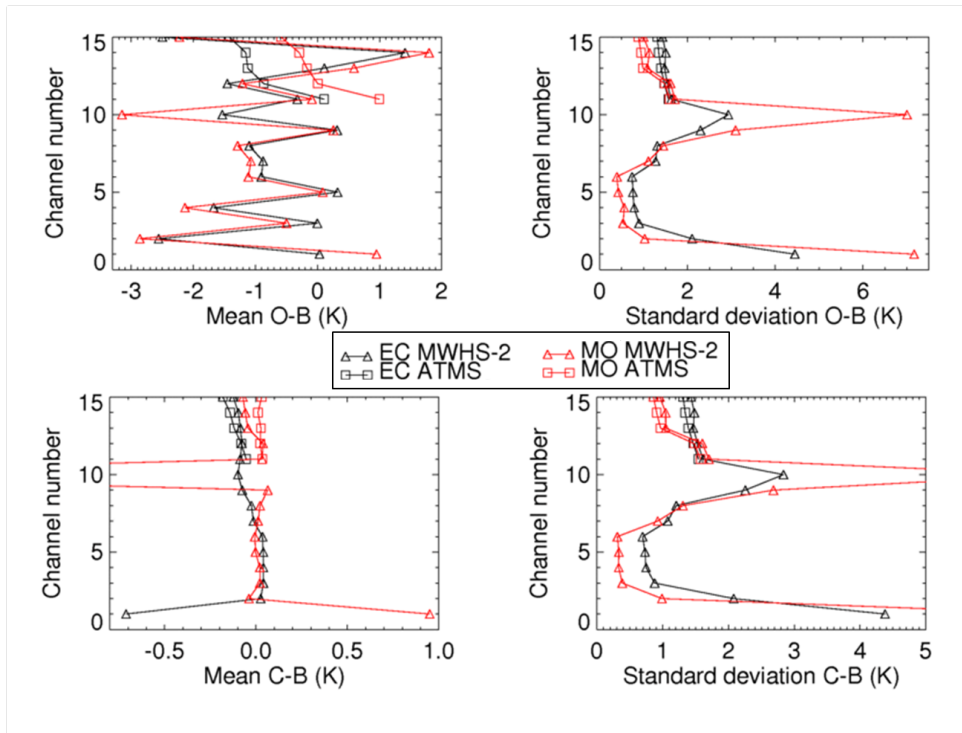 15
10
5
0
Channel number
-3 -2 -1 0 1 2
Mean O-B (K)
15
10
5
0
Channel number
0 2 4 6
Standard deviation O-B (K)
EC MWHS-2
EC ATMS
MO MWHS-2
MO ATMS
15
10
5
0
Channel number
-0.5 0.0 0.5 1.0
Mean C-B (K)
15
10
5
0
Channel number
0 1 2 3 4 5
Standard deviation C-B (K)